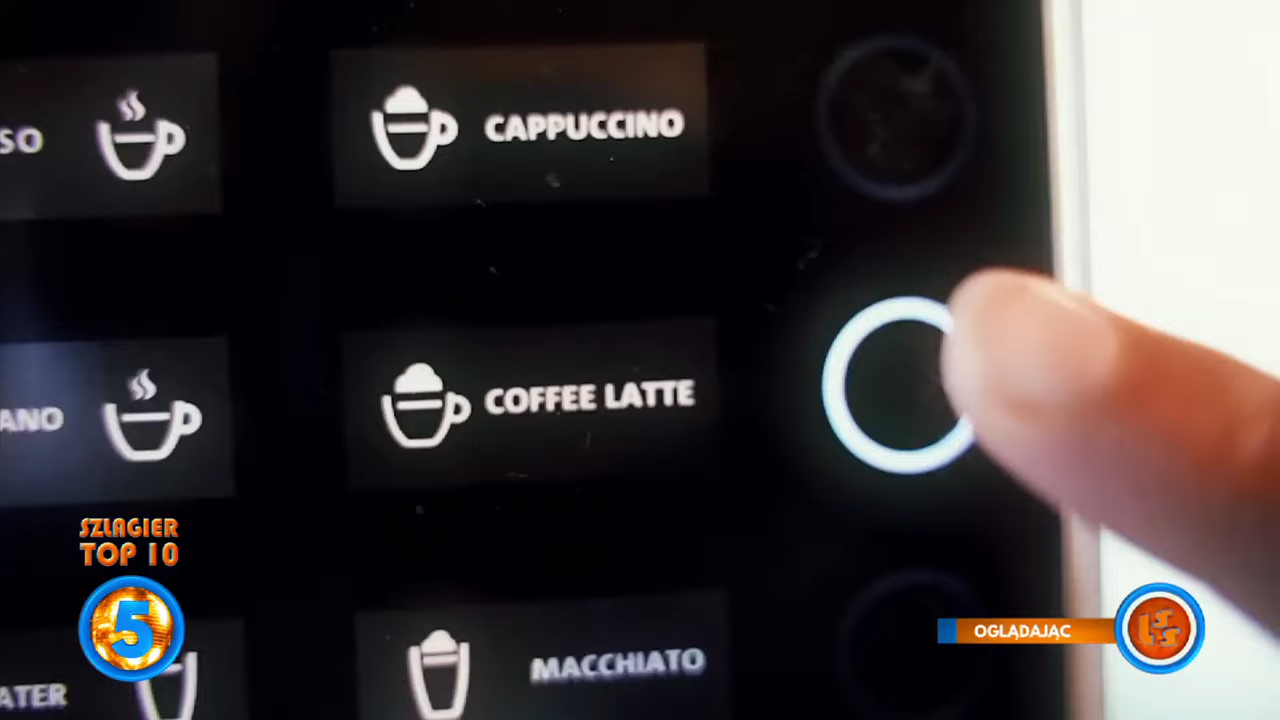 SO
CAPPUCCINO
ANO
COFFEE LATTE
SZLAGIER
TOP 10
5
OGLĄDAJĄC
ATER
MACCHIATO